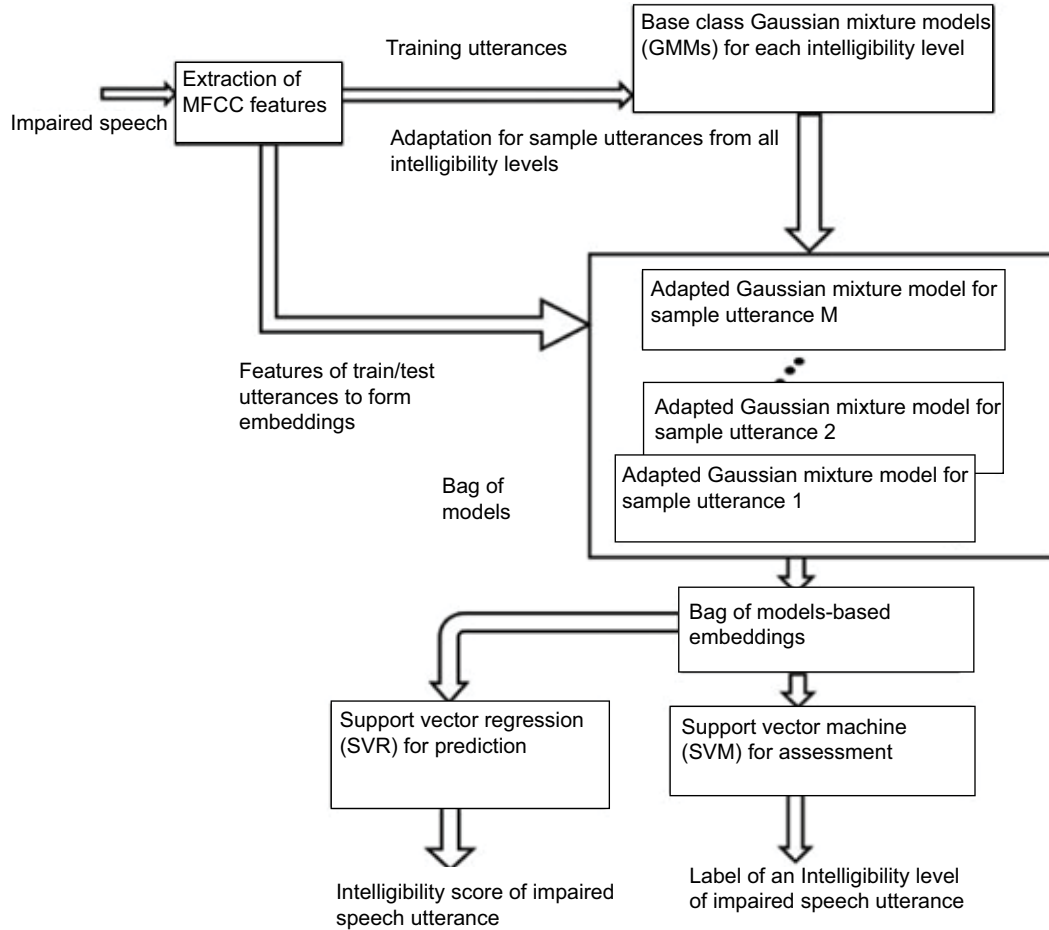 Base class Gaussian mixture models
(GMMs) for each intelligibility level
Training utterances
Extraction of
MFCC features
Impaired speech
Adaptation for sample utterances from all
intelligibility levels
Adapted Gaussian mixture model for
sample utterance M
Features of train/test
utterances to form
embeddings
Adapted Gaussian mixture model for
sample utterance 2
Adapted Gaussian mixture model for
sample utterance 1
Bag of
models
Bag of models-based
embeddings
Support vector regression
(SVR) for prediction
Support vector machine
(SVM) for assessment
Intelligibility score of impaired
speech utterance
Label of an Intelligibility level
of impaired speech utterance